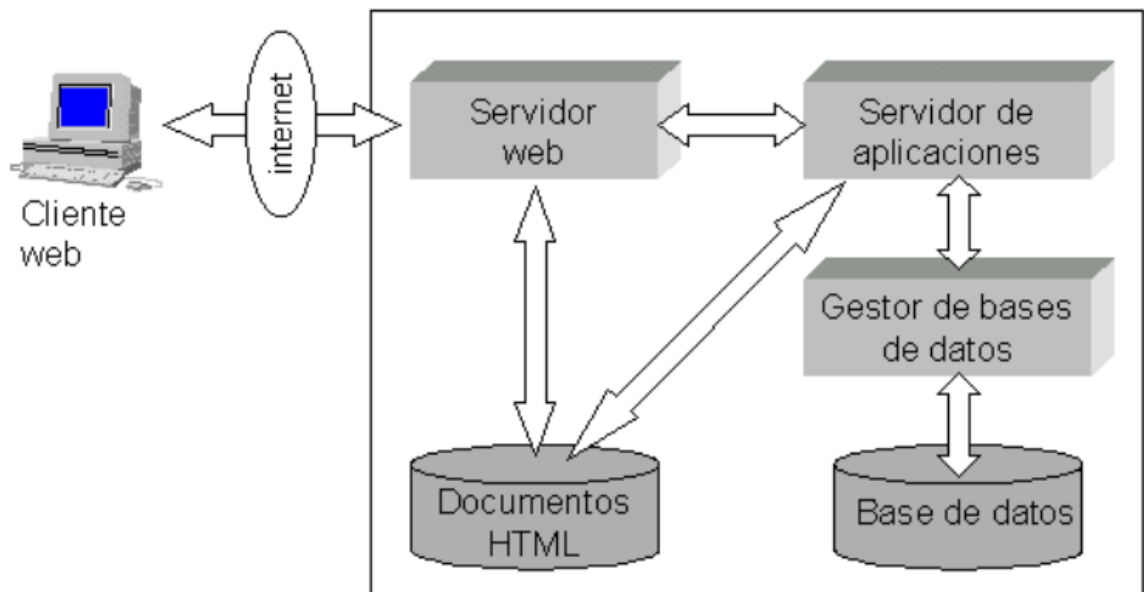 internet
Cliente
web
Servidor
web
Servidor de
aplicaciones
Gestor de bases
de datos
Documentos
HTML
Base de datos